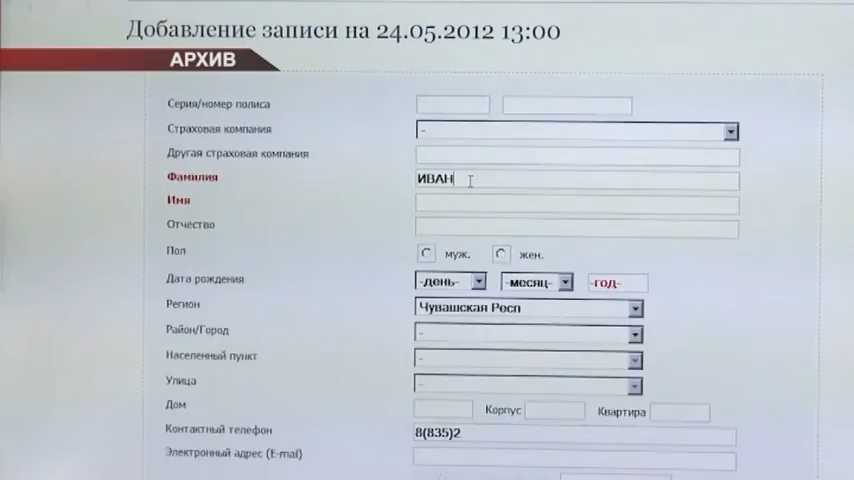 Добавление записи на 24.05.2012 13:00
АРХИВ
Серия/номер полиса
Страховая компания -
Другая страховая компания
Фамилия ИВАН
Имя
Отчество
Пол муж. жен.
Дата рождения -день- -месяц- -год-
Регион Чувашская Респ
Район/Город -
Населенный пункт -
Улица -
Дом Корпус Квартира
Контактный телефон 8(835)2
Электронный адрес (E-mail)